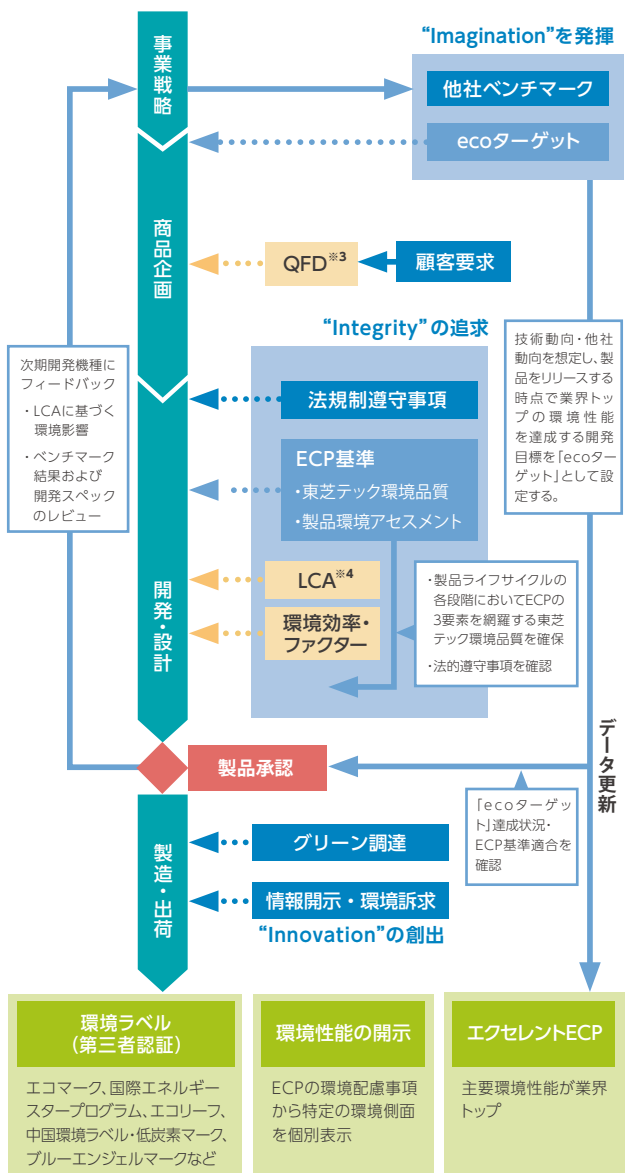 “Imagination”を発揮
事業戦略
他社ベンチマーク
ecoターゲット
商品企画
QFD※3
顧客要求
“Integrity”の追求
技術動向・他社
動向を想定し、製
品をリリースする
時点で業界トッ
プの環境性能
を達成する開発
目標を「ecoター
ゲット」として設
定する。
次期開発機種に
フィードバック
・LCAに基づく
環境影響
・ベンチマーク
結果および
開発スペック
のレビュー
法規制遵守事項
ECP基準
・東芝テック環境品質
・製品環境アセスメント
開発・設計
LCA※4
環境効率・
ファクター
・製品ライフサイクルの
各段階においてECPの
3要素を網羅する東芝
テック環境品質を確保
・法的遵守事項を確認
データ更新
製品承認
「ecoターゲッ
ト」達成状況・
ECP基準適合を
確認
製造・出荷
グリーン調達
情報開示・環境訴求
“Innovation”の創出
環境ラベル
(第三者認証)
エコマーク、国際エネルギー
スタープログラム、エコリーフ、
中国環境ラベル・低炭素マーク、
ブルーエンジェルマークなど
環境性能の開示
ECPの環境配慮事項
から特定の環境側面
を個別表示
エクセレントECP
主要環境性能が業界
トップ